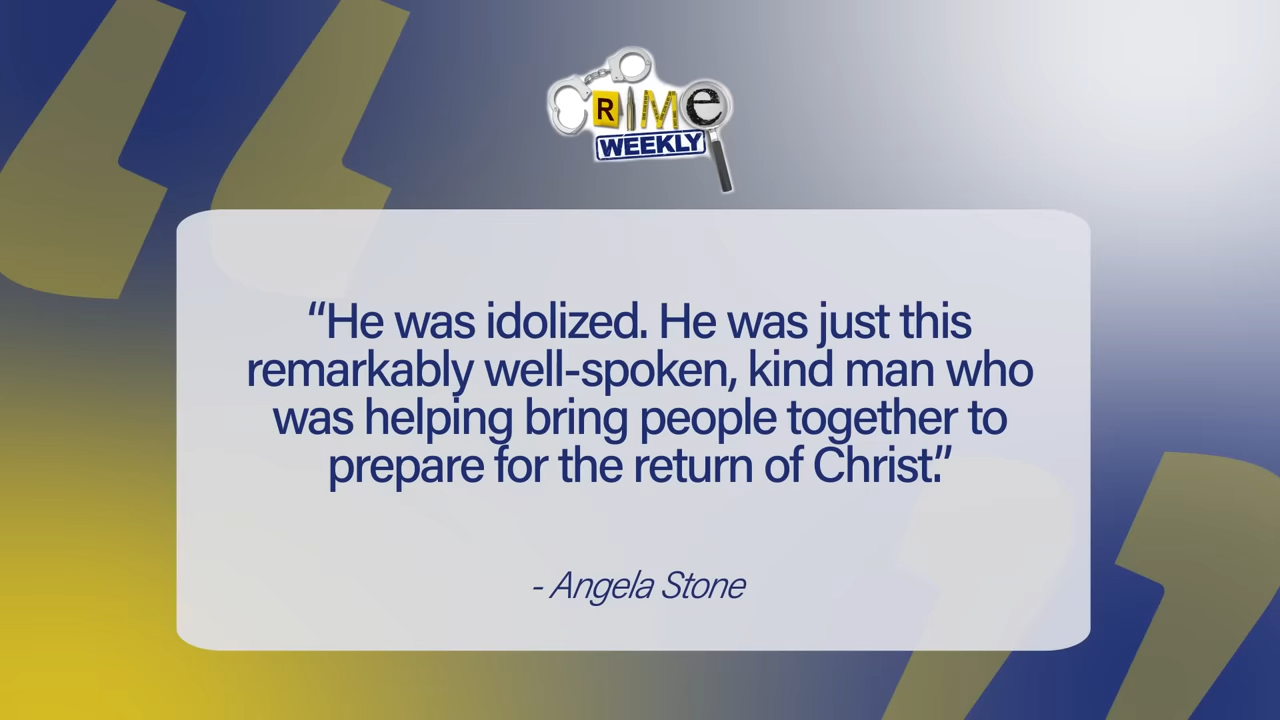 CRIMe
WEEKLY
“He was idolized. He was just this
remarkably well-spoken, kind man who
was helping bring people together to
prepare for the return of Christ.”
- Angela Stone